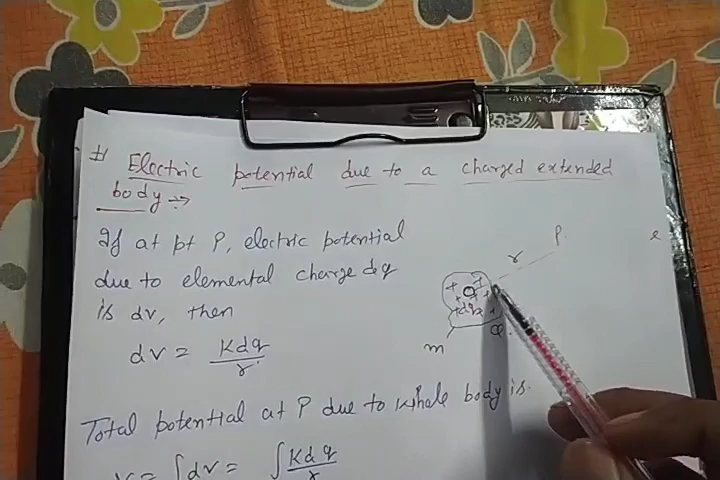 # Electric potential due to a charged extended
body →
If at pt P, electric potential
due to elemental charge dq
is dv, then
dv = Kdq/r
P
r
+ + + + + +
dq
Q
m
Total potential at P due to whole body is
V = ∫dv = ∫Kdq/r